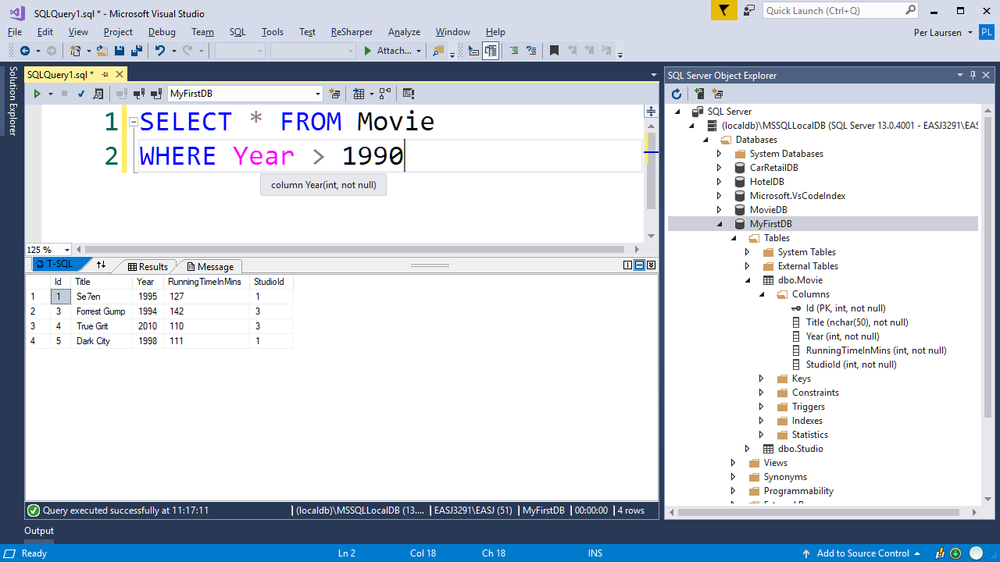 SQLQuery1.sql * - Microsoft Visual Studio
Quick Launch (Ctrl+Q)
File Edit View Project Debug Team SQL Tools Test ReSharper Analyze Window Help
Per Laursen PL
Attach...
Solution Explorer
SQLQuery1.sql *
MyFirstDB
1 SELECT * FROM Movie
2 WHERE Year > 1990
column Year(int, not null)
125 %
T-SQL Results Message
Id Title Year RunningTimeInMins StudioId
1 1 Se7en 1995 127 1
2 3 Forrest Gump 1994 142 3
3 4 True Grit 2010 110 3
4 5 Dark City 1998 111 1
Query executed successfully at 11:17:11 (localdb)\MSSQLLocalDB (13.... EASJ3291\EASJ (51) MyFirstDB 00:00:00 4 rows
SQL Server Object Explorer
SQL Server
(localdb)\MSSQLLocalDB (SQL Server 13.0.4001 - EASJ3291\EAS
Databases
System Databases
CarRetailDB
HotelDB
Microsoft.VsCodeIndex
MovieDB
MyFirstDB
Tables
System Tables
External Tables
dbo.Movie
Columns
Id (PK, int, not null)
Title (nchar(50), not null)
Year (int, not null)
RunningTimeInMins (int, not null)
StudioId (int, not null)
Keys
Constraints
Triggers
Indexes
Statistics
dbo.Studio
Views
Synonyms
Programmability
Output
Ready Ln 2 Col 18 Ch 18 INS Add to Source Control